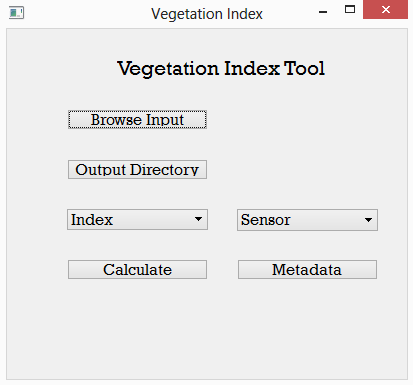 Vegetation Index
Vegetation Index Tool
Browse Input
Output Directory
Index Sensor
Calculate Metadata